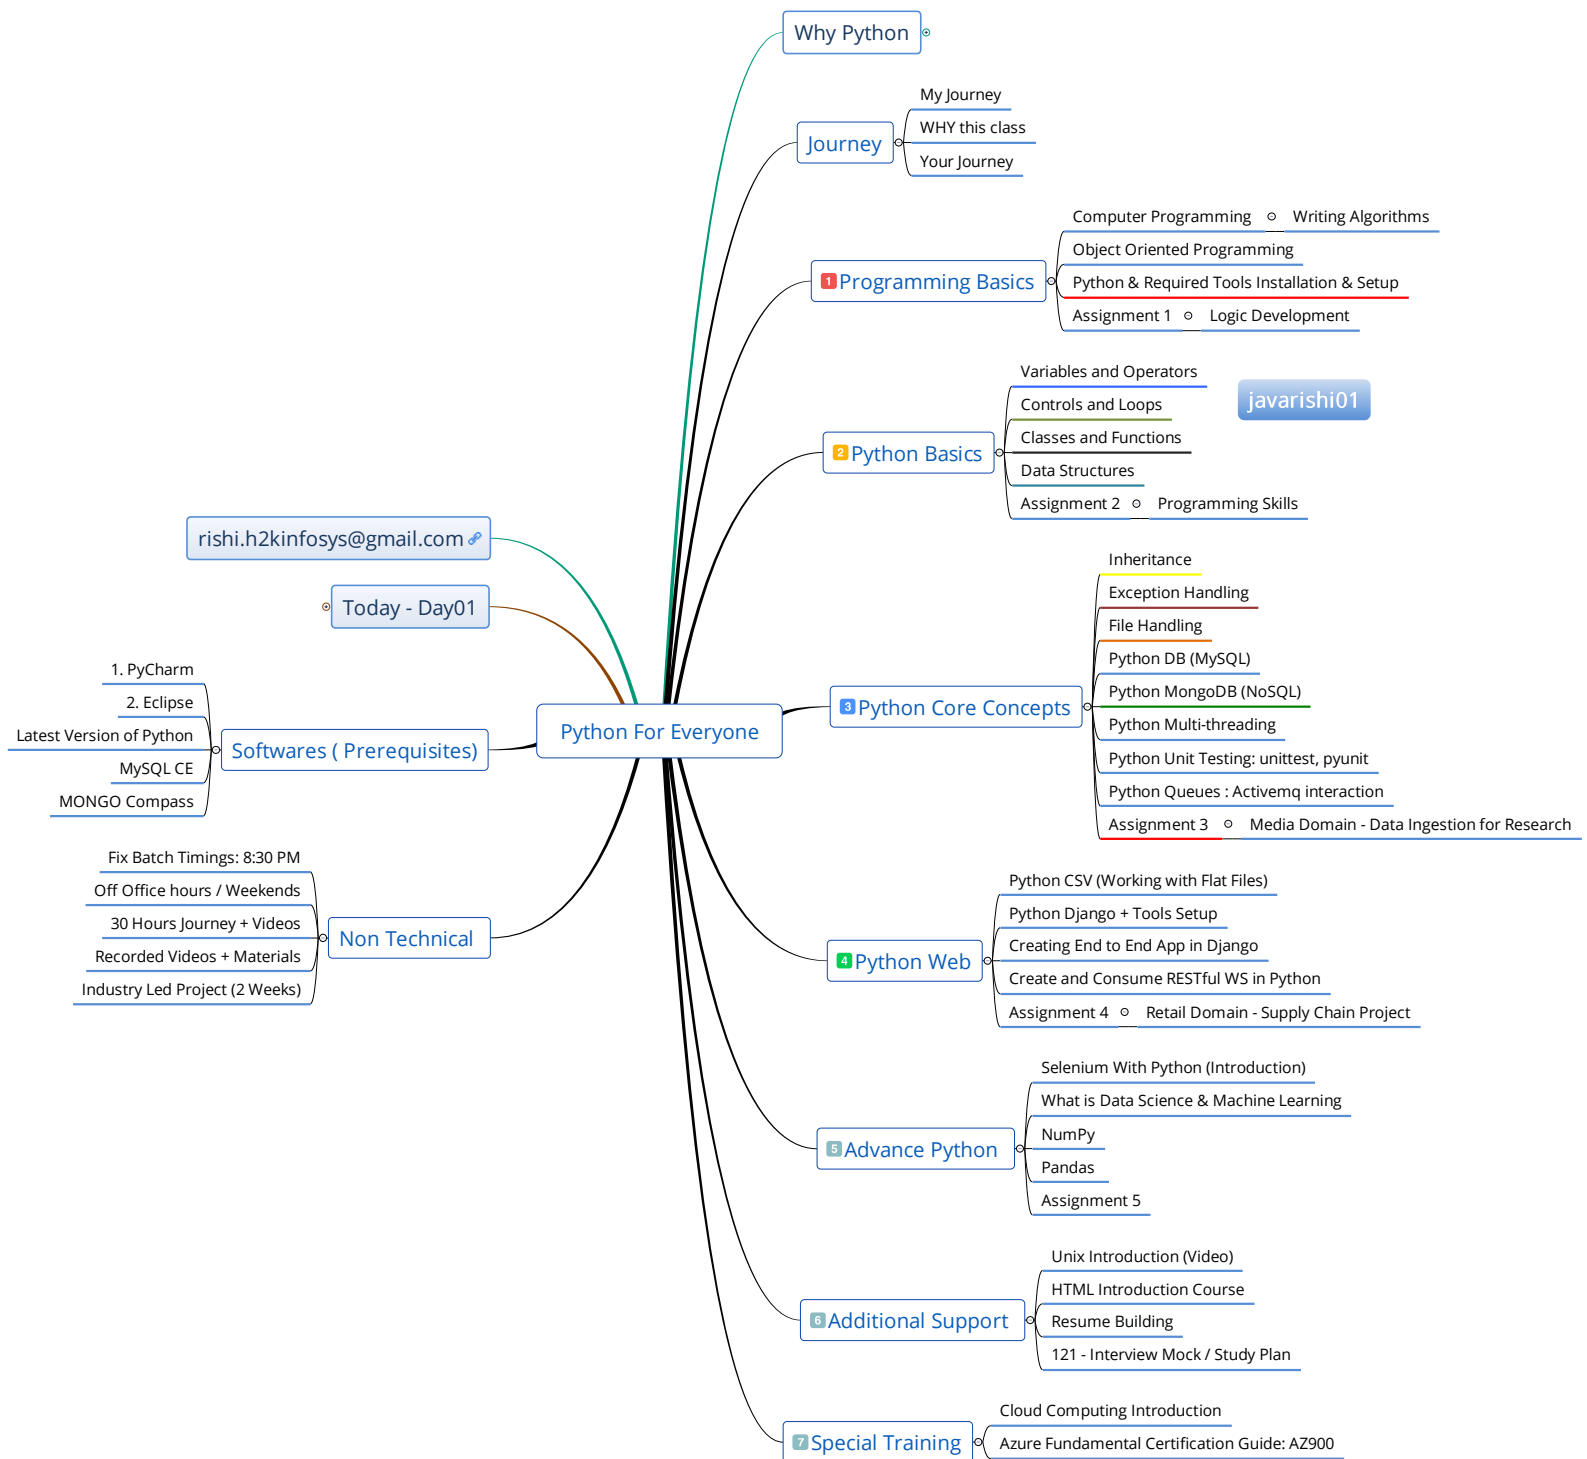 Why Python
Journey
My Journey
WHY this class
Your Journey
1 Programming Basics
Computer Programming
Writing Algorithms
Object Oriented Programming
Python & Required Tools Installation & Setup
Assignment 1
Logic Development
2 Python Basics
Variables and Operators
Controls and Loops
Classes and Functions
Data Structures
Assignment 2
Programming Skills
javarishi01
rishi.h2kinfosys@gmail.com
Today - Day01
Python For Everyone
Softwares ( Prerequisites)
1. PyCharm
2. Eclipse
Latest Version of Python
MySQL CE
MONGO Compass
Non Technical
Fix Batch Timings: 8:30 PM
Off Office hours / Weekends
30 Hours Journey + Videos
Recorded Videos + Materials
Industry Led Project (2 Weeks)
3 Python Core Concepts
Inheritance
Exception Handling
File Handling
Python DB (MySQL)
Python MongoDB (NoSQL)
Python Multi-threading
Python Unit Testing: unittest, pyunit
Python Queues : Activemq interaction
Assignment 3
Media Domain - Data Ingestion for Research
4 Python Web
Python CSV (Working with Flat Files)
Python Django + Tools Setup
Creating End to End App in Django
Create and Consume RESTful WS in Python
Assignment 4
Retail Domain - Supply Chain Project
5 Advance Python
Selenium With Python (Introduction)
What is Data Science & Machine Learning
NumPy
Pandas
Assignment 5
6 Additional Support
Unix Introduction (Video)
HTML Introduction Course
Resume Building
121 - Interview Mock / Study Plan
7 Special Training
Cloud Computing Introduction
Azure Fundamental Certification Guide: AZ900